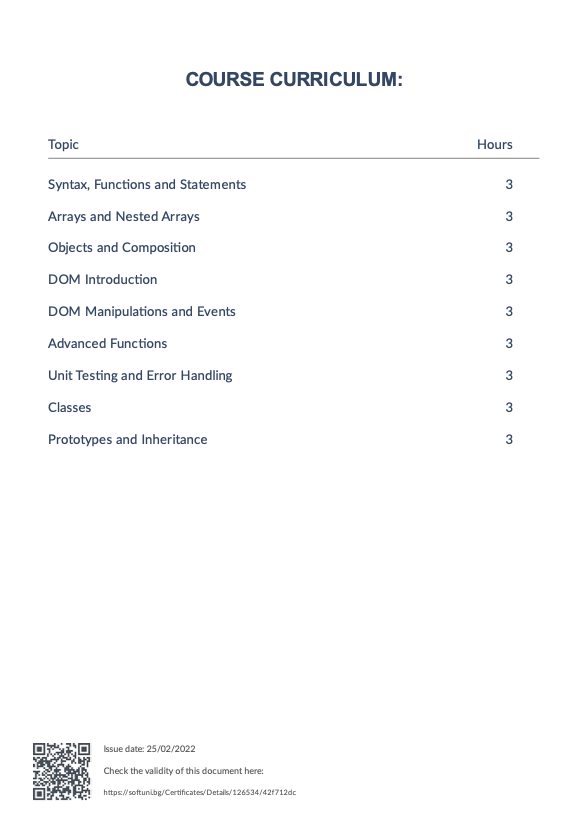 COURSE CURRICULUM:
Topic Hours
Syntax, Functions and Statements 3
Arrays and Nested Arrays 3
Objects and Composition 3
DOM Introduction 3
DOM Manipulations and Events 3
Advanced Functions 3
Unit Testing and Error Handling 3
Classes 3
Prototypes and Inheritance 3
Issue date: 25/02/2022
Check the validity of this document here:
https://softuni.bg/Certificates/Details/126534/42f712dc